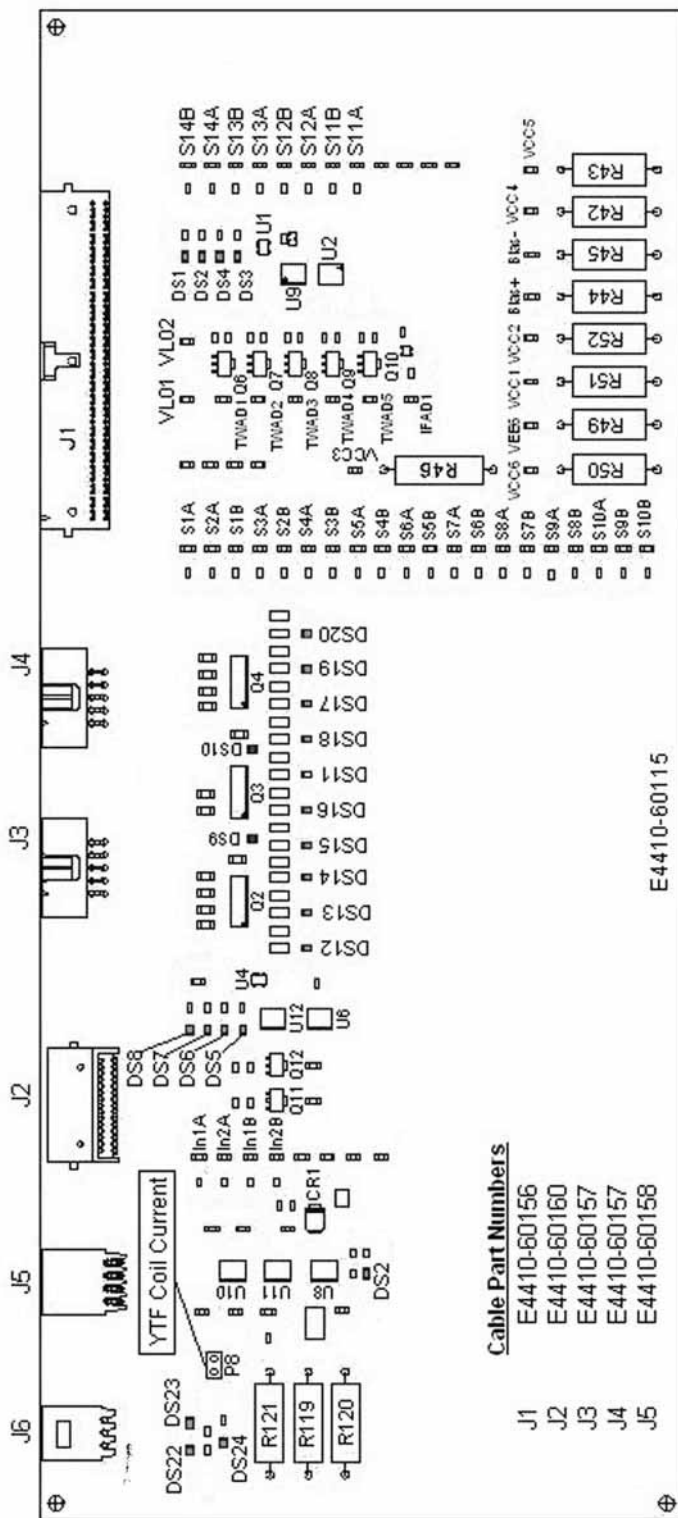 J6
J5
J2
J3
J4
J1
YTF Coil Current
DS22
DS23
DS24
P8
R121
R119
R120
U10
U11
U8
DS2
CR1
In1A
In2A
In1B
In2B
Q11
Q12
DS8
DS7
DS6
DS5
U12
U6
U4
Q2
DS9
Q3
DS10
Q4
DS12
DS13
DS14
DS15
DS16
DS11
DS18
DS17
DS19
DS20
S1A
S2A
S1B
S3A
S2B
S4A
S3B
S5A
S4B
S6A
S5B
S7A
S6B
S8A
S7B
S9A
S8B
S10A
S9B
S10B
VL01
VL02
TWAD1
Q6
TWAD2
Q7
TWAD3
Q8
TWAD4
Q9
TWAD5
Q10
IFAD1
VCC3
R46
DS1
DS2
DS4
DS3
U1
U9
U2
S14B
S14A
S13B
S13A
S12B
S12A
S11B
S11A
VCC6
VEE6
VCC1
VCC2
Bias+
Bias-
VCC4
VCC5
R50
R49
R51
R52
R44
R45
R42
R43
Cable Part Numbers
J1 E4410-60156
J2 E4410-60160
J3 E4410-60157
J4 E4410-60157
J5 E4410-60158
E4410-60115